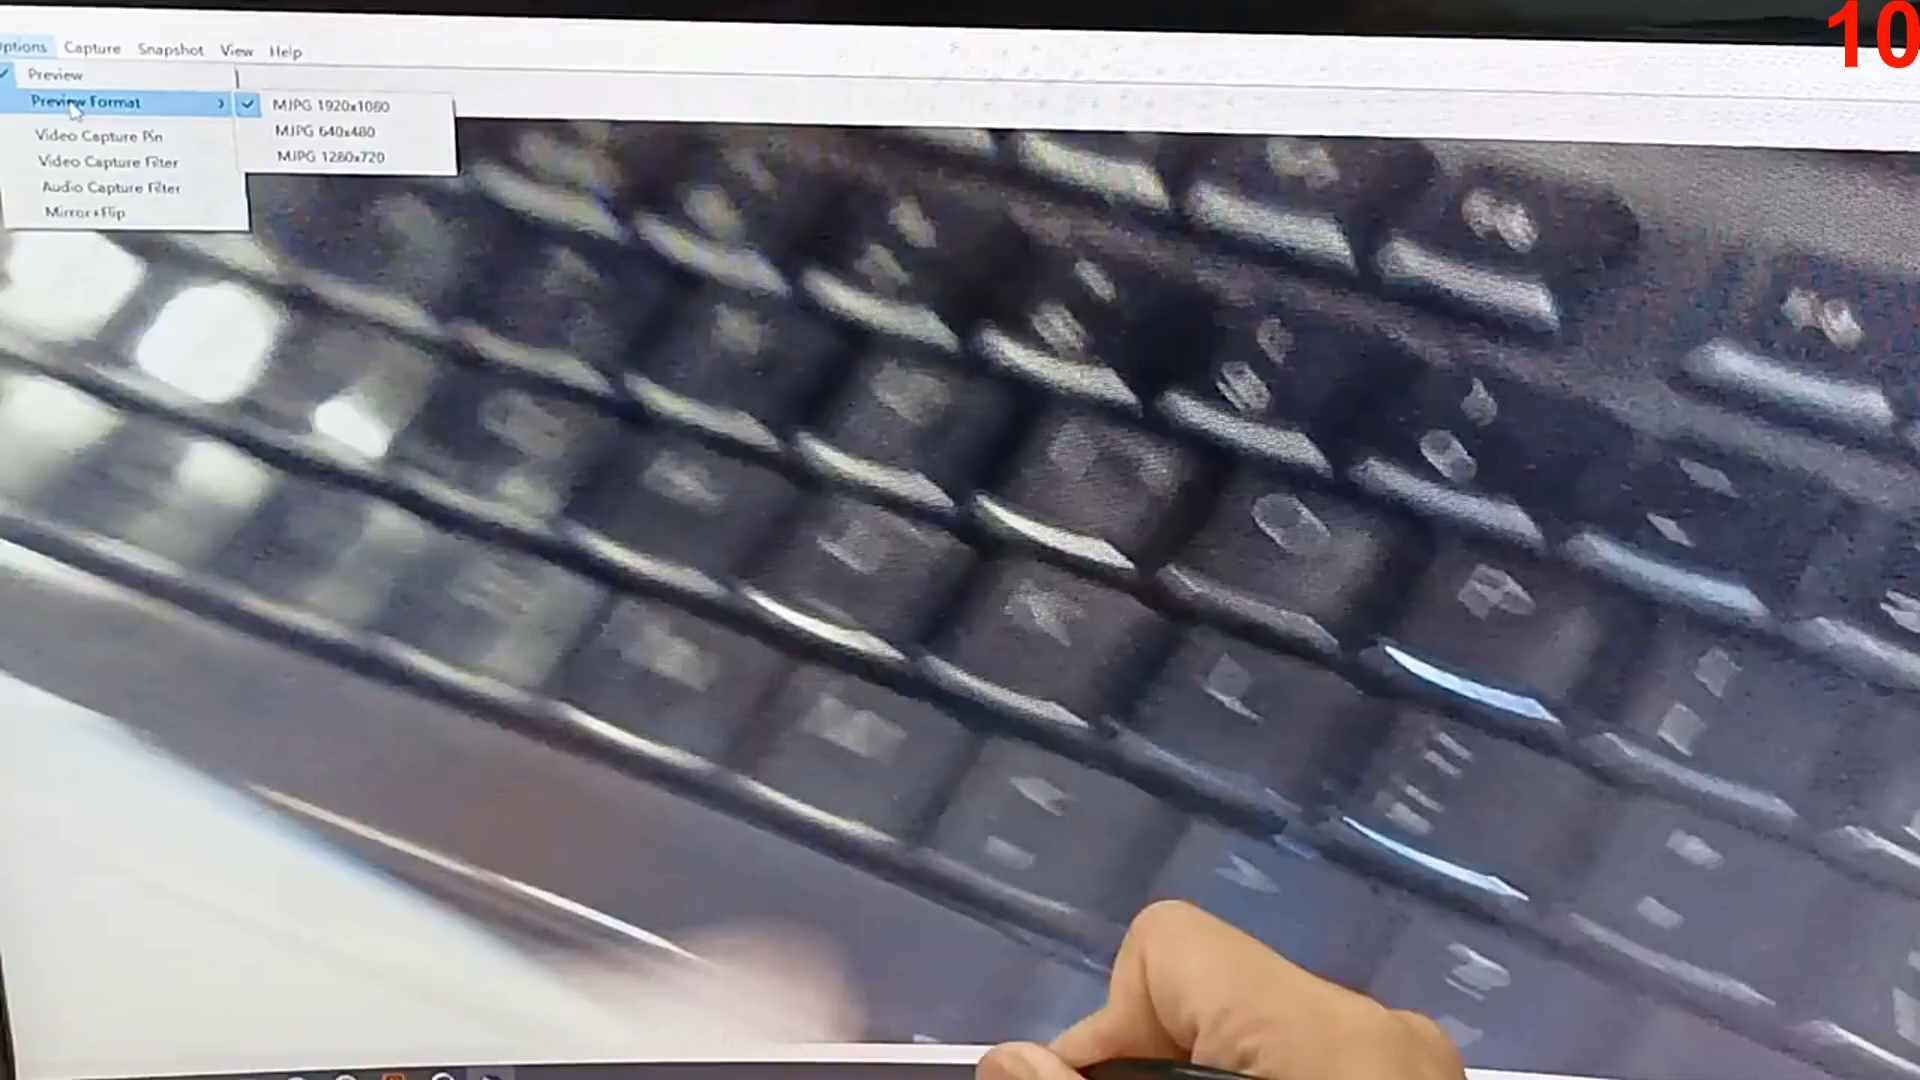 10
ptions Capture Snapshot View Help
Preview
Preview Format
MJPG 1920x1080
MJPG 640x480
MJPG 1280x720
Video Capture Pin
Video Capture Filter
Audio Capture Filter
Mirror+Flip